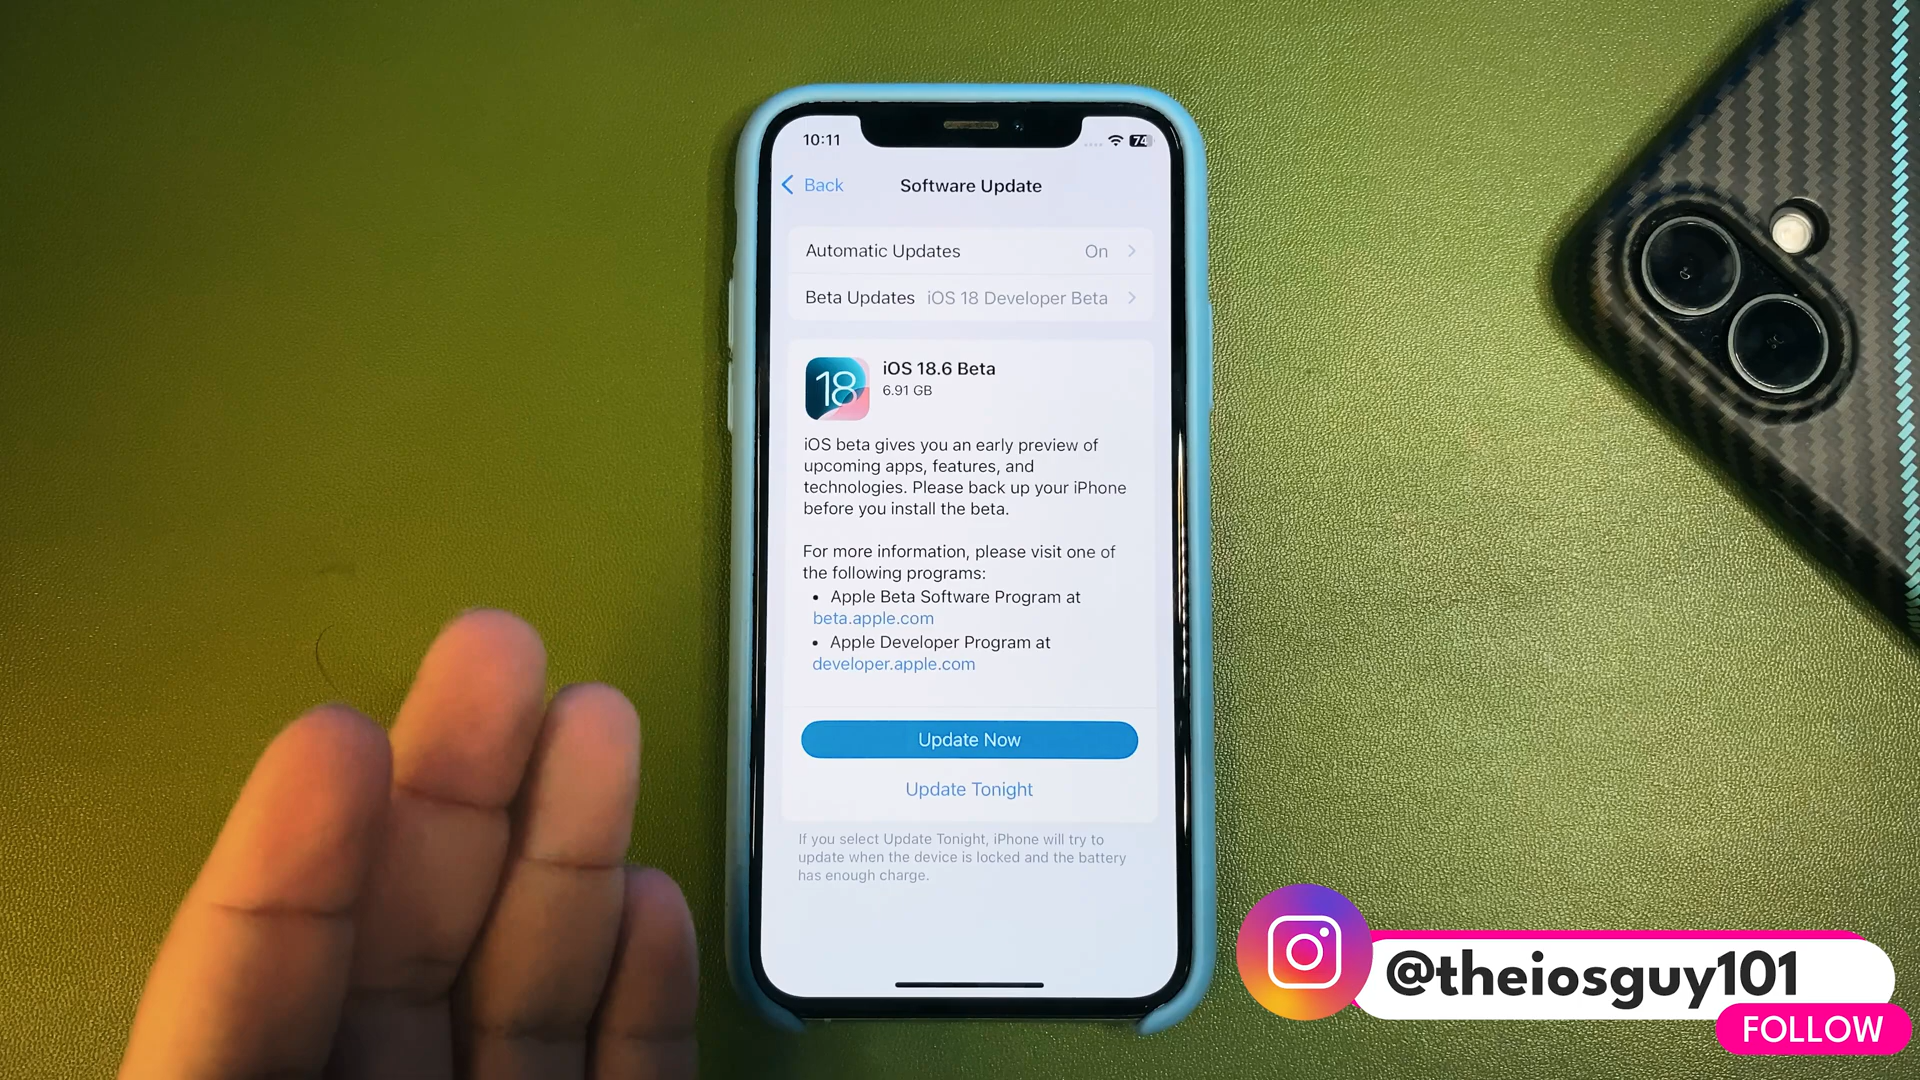 10:11
74
Back
Software Update
Automatic Updates On
Beta Updates iOS 18 Developer Beta
18
iOS 18.6 Beta
6.91 GB
iOS beta gives you an early preview of
upcoming apps, features, and
technologies. Please back up your iPhone
before you install the beta.
For more information, please visit one of
the following programs:
• Apple Beta Software Program at
beta.apple.com
• Apple Developer Program at
developer.apple.com
Update Now
Update Tonight
If you select Update Tonight, iPhone will try to
update when the device is locked and the battery
has enough charge.
@theiosguy101
FOLLOW